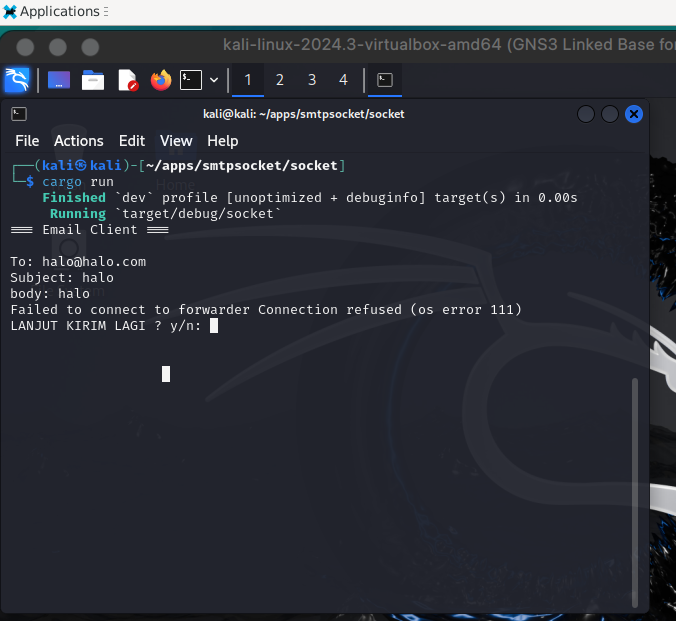 Applications
kali-linux-2024.3-virtualbox-amd64 (GNS3 Linked Base for
1 2 3 4
kali@kali: ~/apps/smtpsocket/socket
File Actions Edit View Help
┌──(kali㉿kali)-[~/apps/smtpsocket/socket]
└─$ cargo run
Finished `dev` profile [unoptimized + debuginfo] target(s) in 0.00s
Running `target/debug/socket`
=== Email Client ===
To: halo@halo.com
Subject: halo
body: halo
Failed to connect to forwarder Connection refused (os error 111)
LANJUT KIRIM LAGI ? y/n: